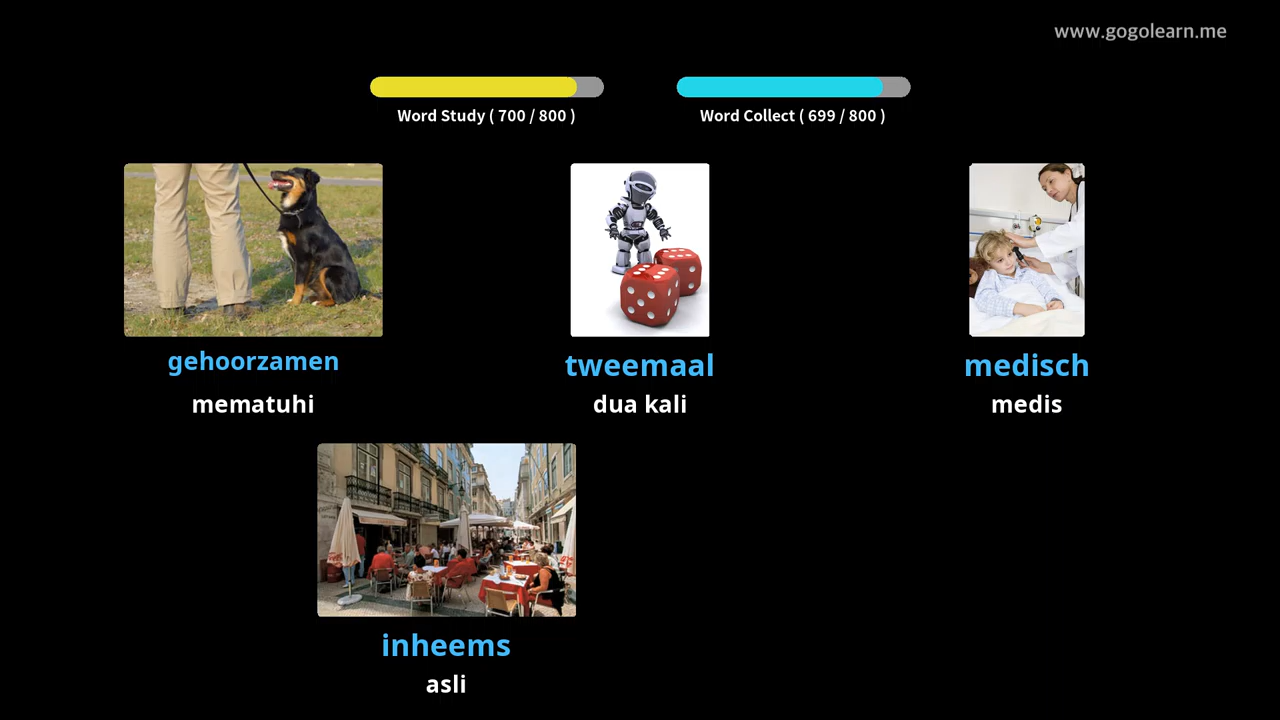 www.gogolearn.me
Word Study ( 700 / 800 )
Word Collect ( 699 / 800 )
gehoorzamen
tweemaal
medisch
mematuhi
dua kali
medis
inheems
asli